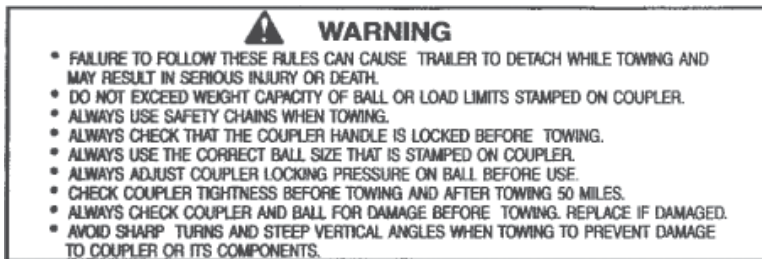 WARNING
• FAILURE TO FOLLOW THESE RULES CAN CAUSE TRAILER TO DETACH WHILE TOWING AND
MAY RESULT IN SERIOUS INJURY OR DEATH.
• DO NOT EXCEED WEIGHT CAPACITY OF BALL OR LOAD LIMITS STAMPED ON COUPLER.
• ALWAYS USE SAFETY CHAINS WHEN TOWING.
• ALWAYS CHECK THAT THE COUPLER HANDLE IS LOCKED BEFORE TOWING.
• ALWAYS USE THE CORRECT BALL SIZE THAT IS STAMPED ON COUPLER.
• ALWAYS ADJUST COUPLER LOCKING PRESSURE ON BALL BEFORE USE.
• CHECK COUPLER TIGHTNESS BEFORE TOWING AND AFTER TOWING 50 MILES.
• ALWAYS CHECK COUPLER AND BALL FOR DAMAGE BEFORE TOWING. REPLACE IF DAMAGED.
• AVOID SHARP TURNS AND STEEP VERTICAL ANGLES WHEN TOWING TO PREVENT DAMAGE
TO COUPLER OR ITS COMPONENTS.